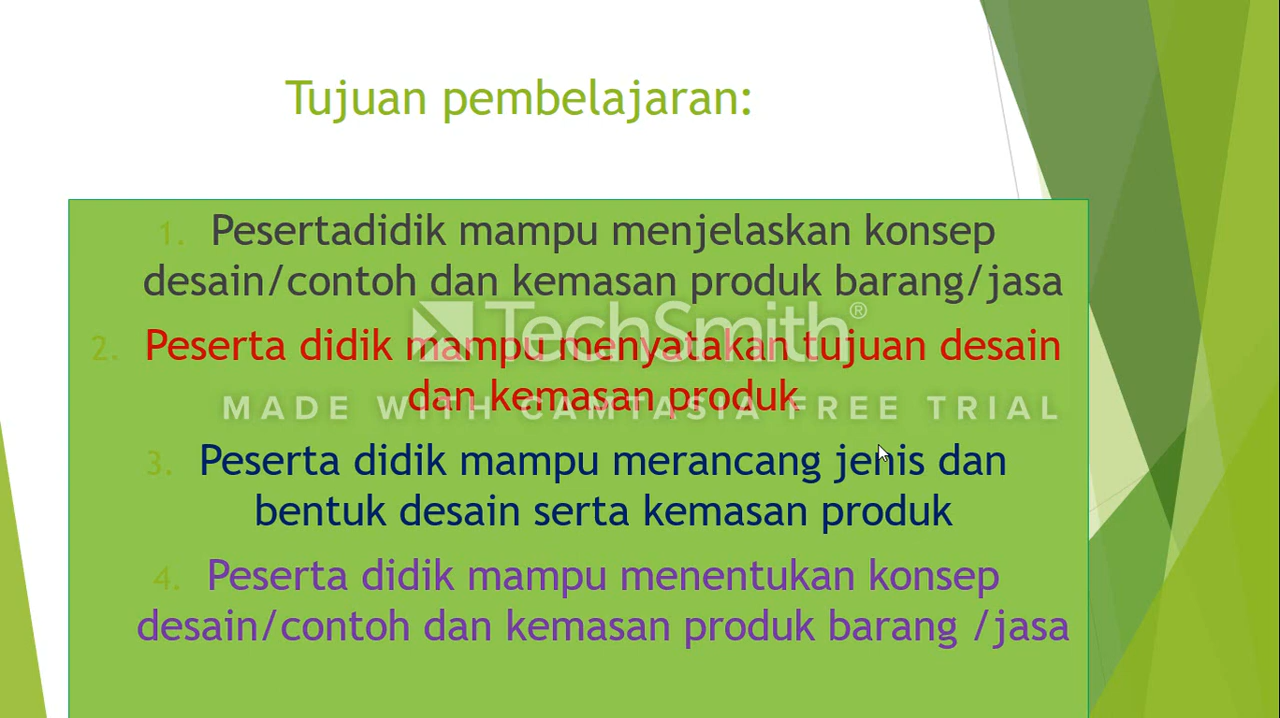 Tujuan pembelajaran:
1. Pesertadidik mampu menjelaskan konsep
desain/contoh dan kemasan produk barang/jasa
TechSmith®
2. Peserta didik mampu menyatakan tujuan desain
dan kemasan produk
MADE WITH CAMTASIA FREE TRIAL
3. Peserta didik mampu merancang jenis dan
bentuk desain serta kemasan produk
4. Peserta didik mampu menentukan konsep
desain/contoh dan kemasan produk barang /jasa